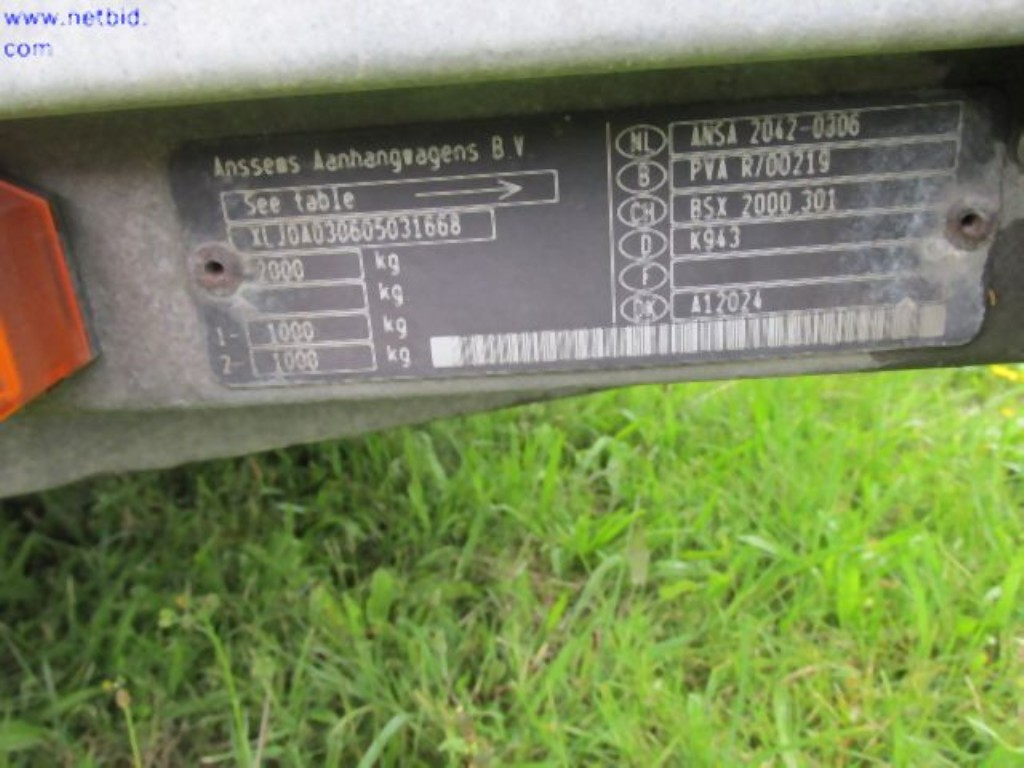 www.netbid.
com
Anssems Aanhangwagens B.V
See table
XLJ0A030605031668
2000 kg
kg
1- 1000 kg
2- 1000 kg
NL ANSA 2042-0306
B PVA R/00219
CH BSX 2000.301
D K943
F
DK A12024